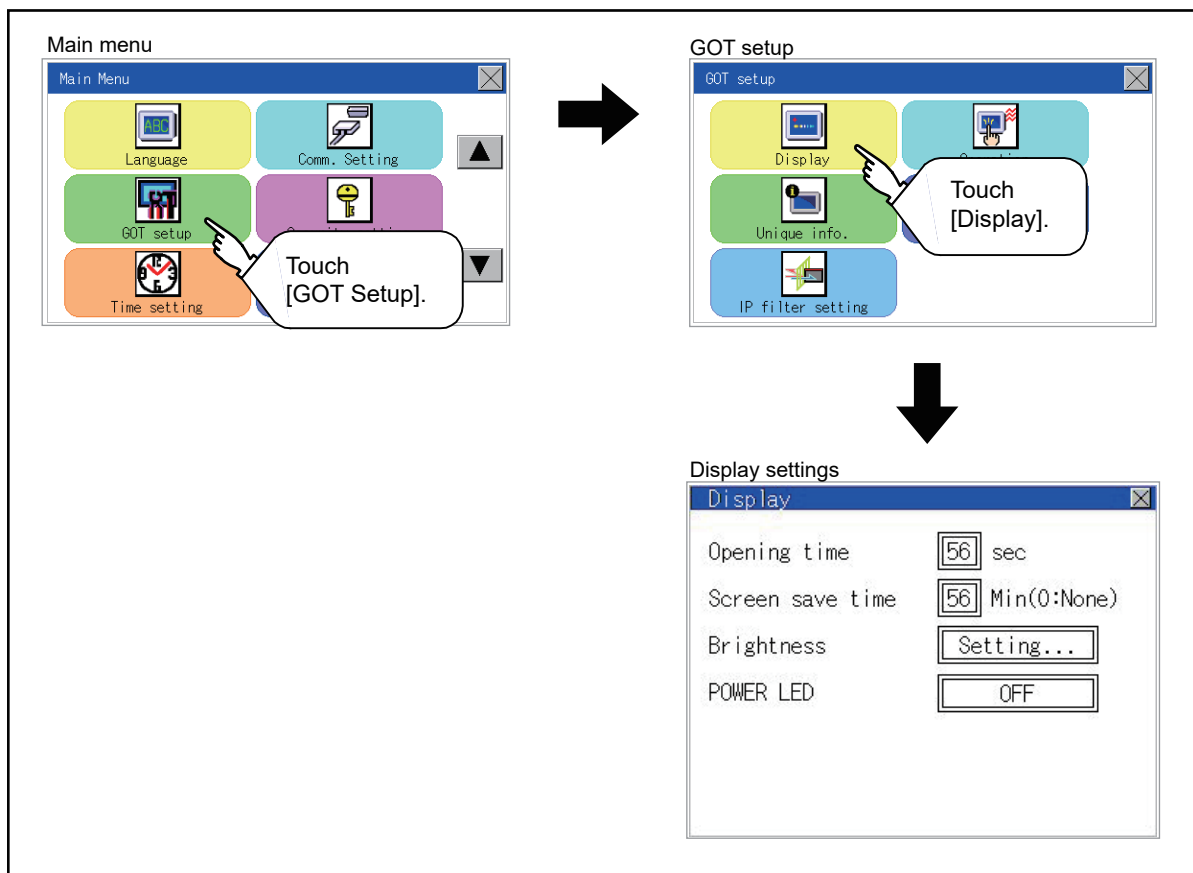 Main menu
Main Menu
Language
Comm. Setting
GOT setup
Time setting
Touch
[GOT Setup].
GOT setup
GOT setup
Display
Unique info.
IP filter setting
Touch
[Display].
Display settings
Display
Opening time 56 sec
Screen save time 56 Min(0:None)
Brightness Setting...
POWER LED OFF